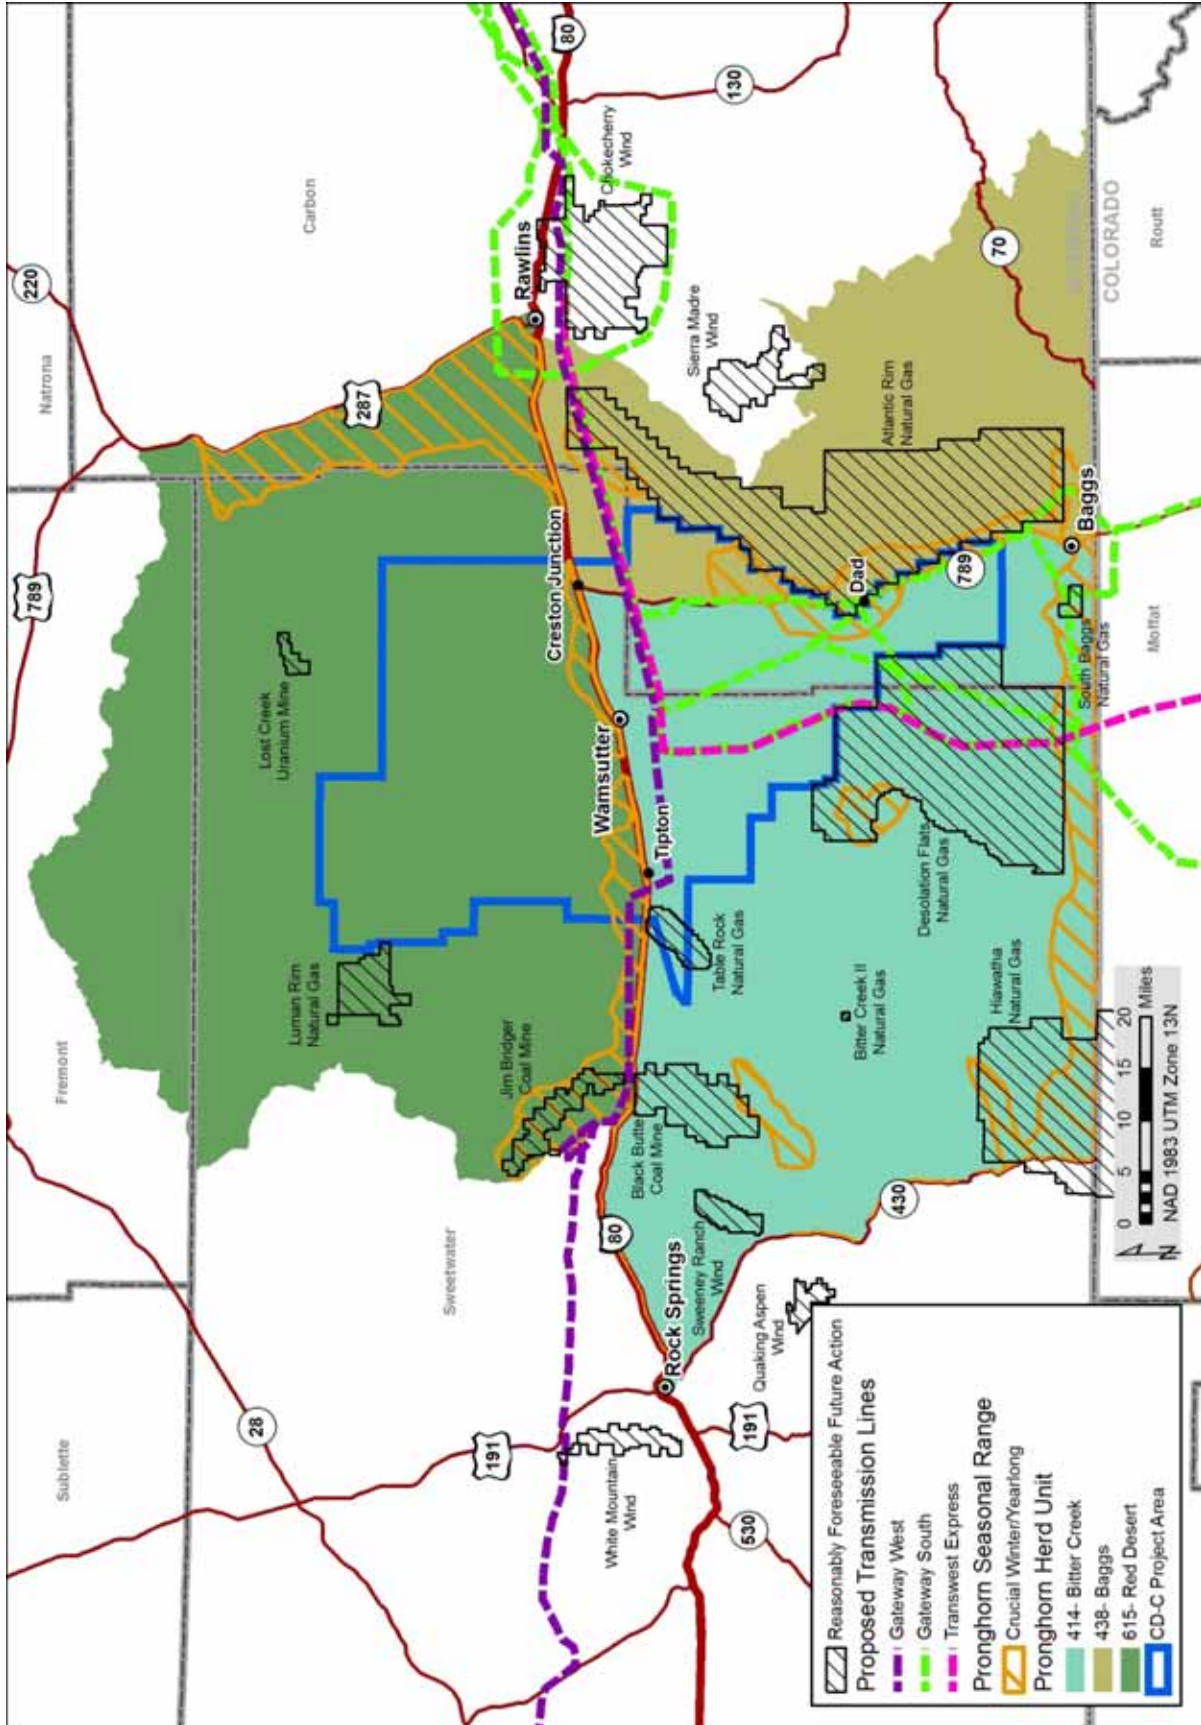 Fremont
Natrona
Sublette
Carbon
Sweetwater
Moffat
Routt
COLORADO
789
220
28
287
191
80
80
130
70
789
430
191
530
Lost Creek
Uranium Mine
Luman Rim
Natural Gas
Jim Bridger
Coal Mine
Rawlins
Creston Junction
Wamsutter
Tipton
Chokecherry
Wind
Sierra Madre
Wind
Black Butte
Coal Mine
Table Rock
Natural Gas
Rock Springs
Sweeney Ranch
Wind
White Mountain
Wind
Quaking Aspen
Wind
Bitter Creek II
Natural Gas
Dad
Atlantic Rim
Natural Gas
Desolation Flats
Natural Gas
Hiawatha
Natural Gas
Baggs
South Baggs
Natural Gas
Reasonably Foreseeable Future Action
Proposed Transmission Lines
Gateway West
Gateway South
Transwest Express
Pronghorn Seasonal Range
Crucial Winter/Yearlong
Pronghorn Herd Unit
414- Bitter Creek
438- Baggs
615- Red Desert
CD-C Project Area
N
0 5 10 15 20
Miles
NAD 1983 UTM Zone 13N